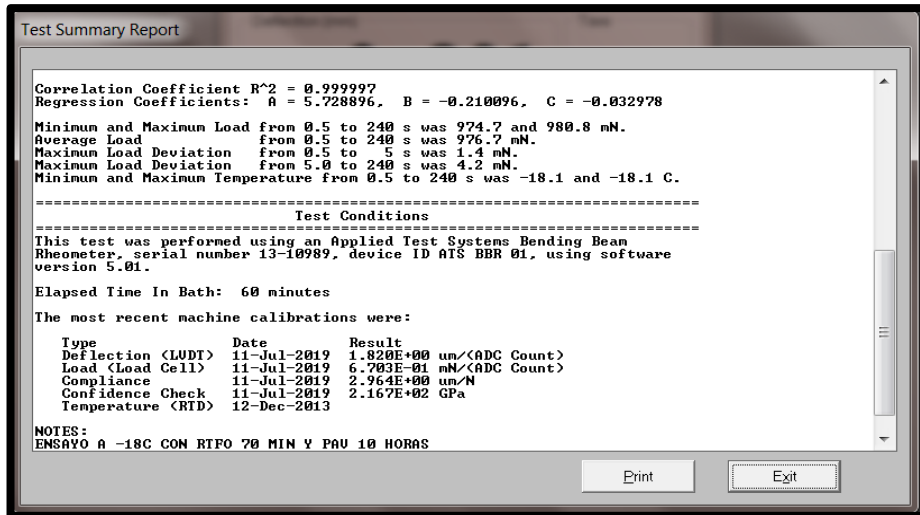 Test Summary Report
Correlation Coefficient R^2 = 0.999997
Regression Coefficients:  A = 5.728896,  B = -0.210096,  C = -0.032978
Minimum and Maximum Load from 0.5 to 240 s was 974.7 and 980.8 mN.
Average Load            from 0.5 to 240 s was 976.7 mN.
Maximum Load Deviation  from 0.5 to   5 s was 1.4 mN.
Maximum Load Deviation  from 5.0 to 240 s was 4.2 mN.
Minimum and Maximum Temperature from 0.5 to 240 s was -18.1 and -18.1 C.
==========================================================================
Test Conditions
==========================================================================
This test was performed using an Applied Test Systems Bending Beam
Rheometer, serial number 13-10989, device ID ATS BBR 01, using software
version 5.01.
Elapsed Time In Bath:  60 minutes
The most recent machine calibrations were:
Type               Date         Result
Deflection (LVDT)  11-Jul-2019  1.820E+00 um/(ADC Count)
Load (Load Cell)   11-Jul-2019  6.703E-01 mN/(ADC Count)
Compliance         11-Jul-2019  2.964E+00 um/N
Confidence Check   11-Jul-2019  2.167E+02 GPa
Temperature (RTD)  12-Dec-2013
NOTES:
ENSAYO A -18C CON RTFO 70 MIN Y PAV 10 HORAS
Print
Exit